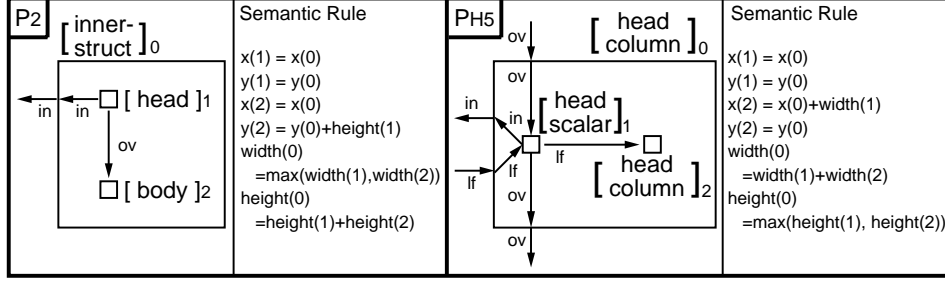 P2
[ inner-struct ]0
in
in
[ head ]1
ov
[ body ]2
Semantic Rule
x(1) = x(0)
y(1) = y(0)
x(2) = x(0)
y(2) = y(0)+height(1)
width(0)
=max(width(1),width(2))
height(0)
=height(1)+height(2)
PH5
ov
[ head column ]0
ov
in
in
[ head scalar ]1
lf
lf
lf
ov
[ head column ]2
ov
Semantic Rule
x(1) = x(0)
y(1) = y(0)
x(2) = x(0)+width(1)
y(2) = y(0)
width(0)
=width(1)+width(2)
height(0)
=max(height(1), height(2))